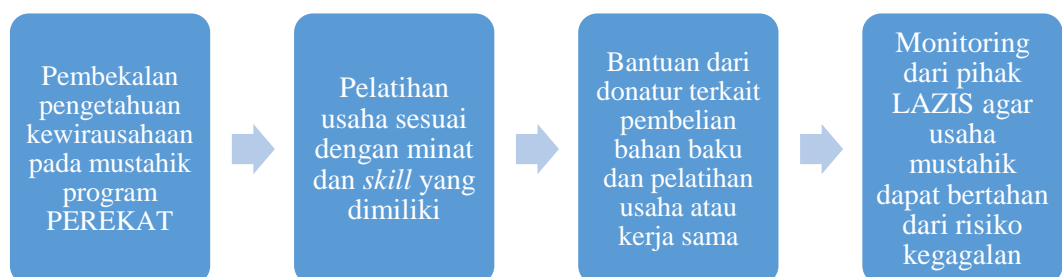 Pembekalan
pengetahuan
kewirausahaan
pada mustahik
program
PEREKAT
Pelatihan
usaha sesuai
dengan minat
dan skill yang
dimiliki
Bantuan dari
donatur terkait
pembelian
bahan baku
dan pelatihan
usaha atau
kerja sama
Monitoring
dari pihak
LAZIS agar
usaha
mustahik
dapat bertahan
dari risiko
kegagalan